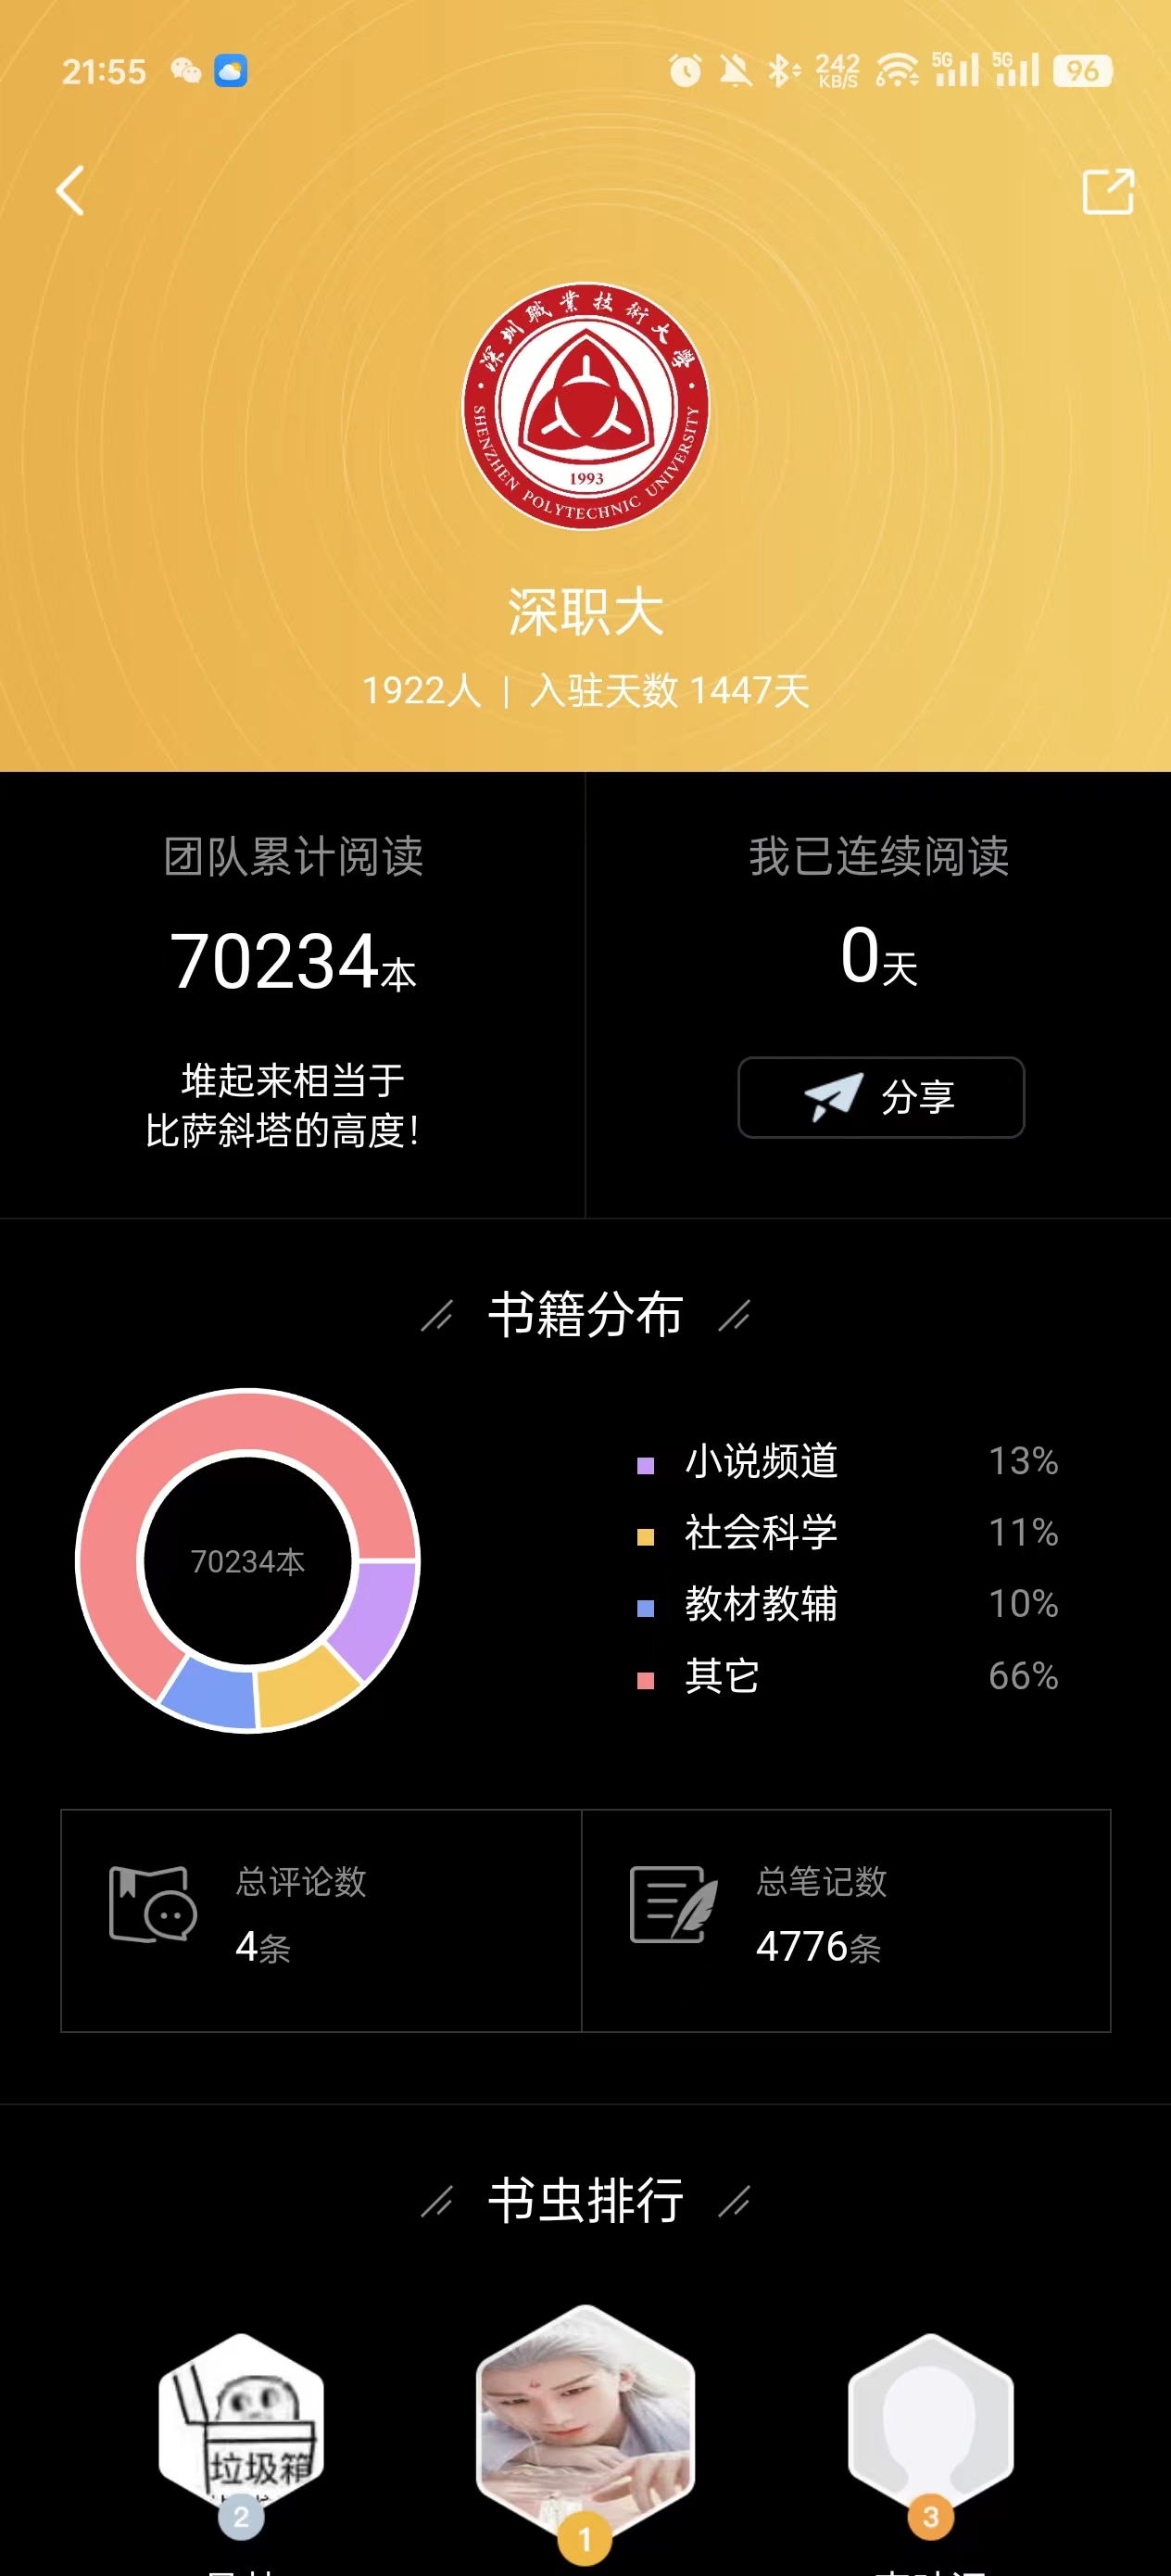 21:55
242
KB/S
6
5G
5G
96
深圳職業技術大學
SHENZHEN POLYTECHNIC UNIVERSITY
1993
深职大
1922人 | 入驻天数 1447天
团队累计阅读
70234本
堆起来相当于
比萨斜塔的高度!
我已连续阅读
0天
分享
书籍分布
70234本
小说频道 13%
社会科学 11%
教材教辅 10%
其它 66%
总评论数
4条
总笔记数
4776条
书虫排行
垃圾箱
2
1
3